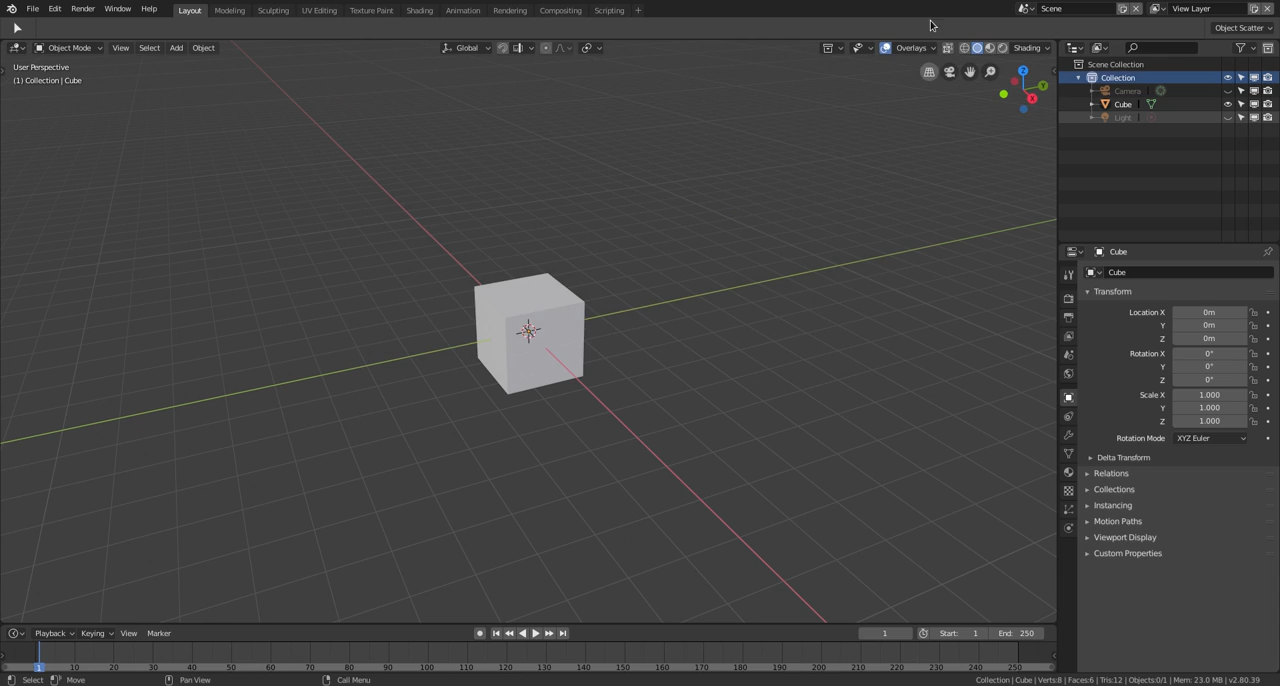 File Edit Render Window Help Layout Modeling Sculpting UV Editing Texture Paint Shading Animation Rendering Compositing Scripting + Scene View Layer
Object Scatter
Object Mode View Select Add Object Global Overlays Shading
User Perspective
(1) Collection | Cube
Z
Y
X
Scene Collection
Collection
Camera
Cube
Light
Cube
Cube
Transform
Location X 0m
Y 0m
Z 0m
Rotation X 0°
Y 0°
Z 0°
Scale X 1.000
Y 1.000
Z 1.000
Rotation Mode XYZ Euler
Delta Transform
Relations
Collections
Instancing
Motion Paths
Viewport Display
Custom Properties
Playback Keying View Marker 1 Start: 1 End: 250
1 10 20 30 40 50 60 70 80 90 100 110 120 130 140 150 160 170 180 190 200 210 220 230 240 250
Select Move Pan View Call Menu Collection | Cube | Verts:8 | Faces:6 | Tris:12 | Objects:0/1 | Mem: 23.0 MB | v2.80.39